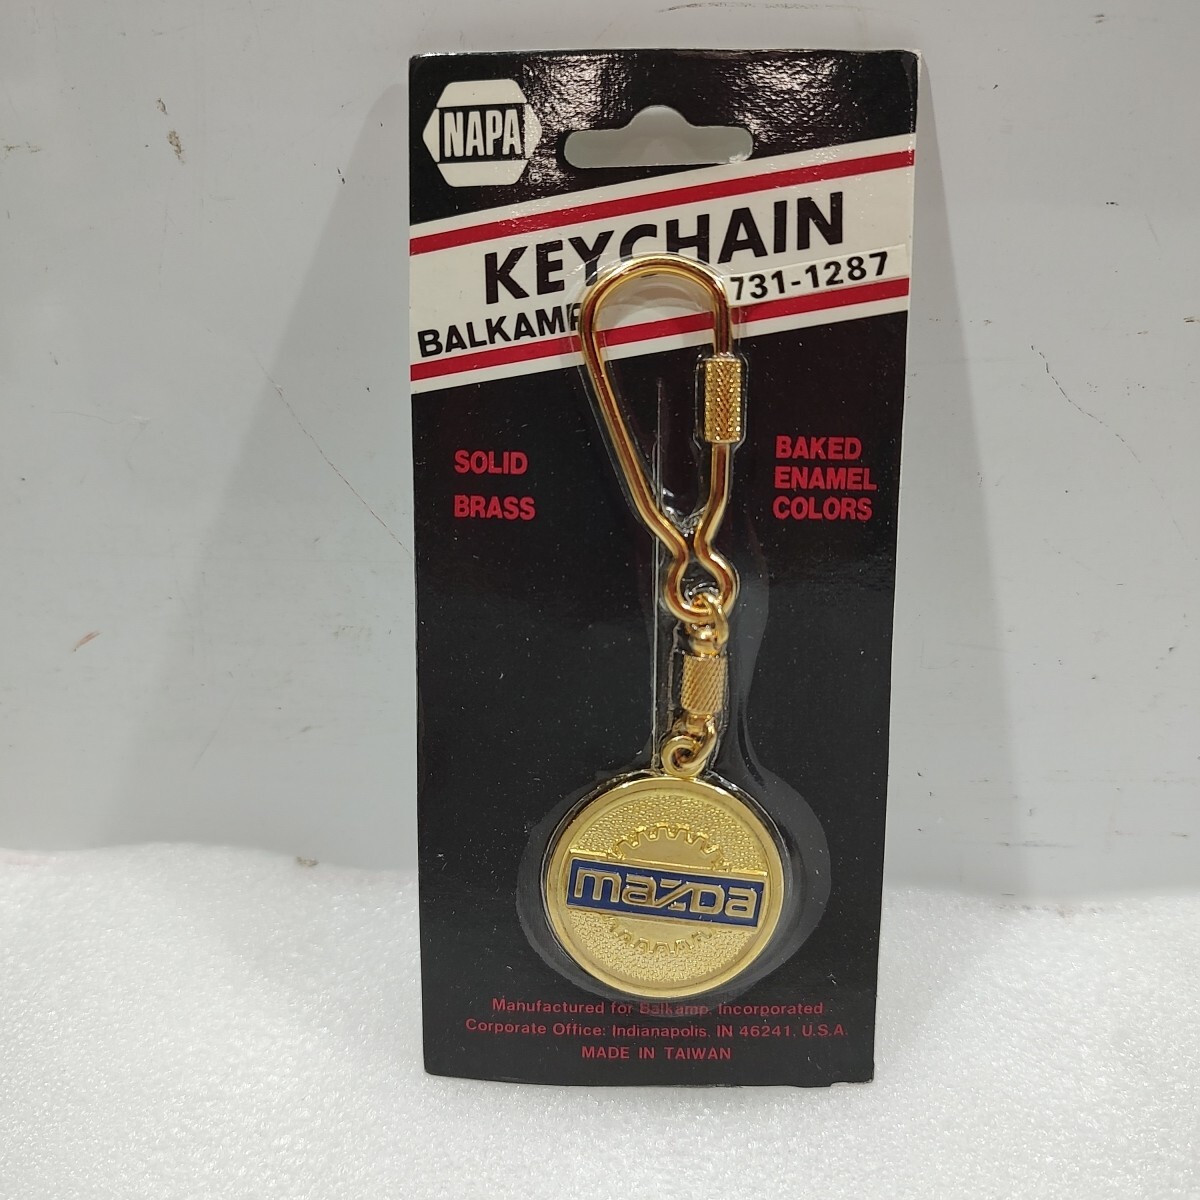 NAPA
®
KEYCHAIN
BALKAMP 731-1287
SOLID
BRASS
BAKED
ENAMEL
COLORS
mazda
Manufactured for Balkamp, Incorporated
Corporate Office: Indianapolis, IN 46241, U.S.A.
MADE IN TAIWAN